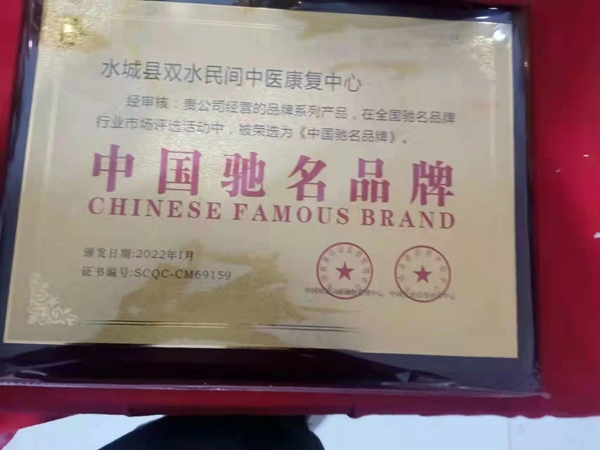 水城县双水民间中医康复中心
经审核：贵公司经营的品牌系列产品，在全国驰名品牌
行业市场评选活动中，被荣选为《中国驰名品牌》。
中国驰名品牌
CHINESE FAMOUS BRAND
颁发日期:2022年1月
证书编号:SCQC-CM69159